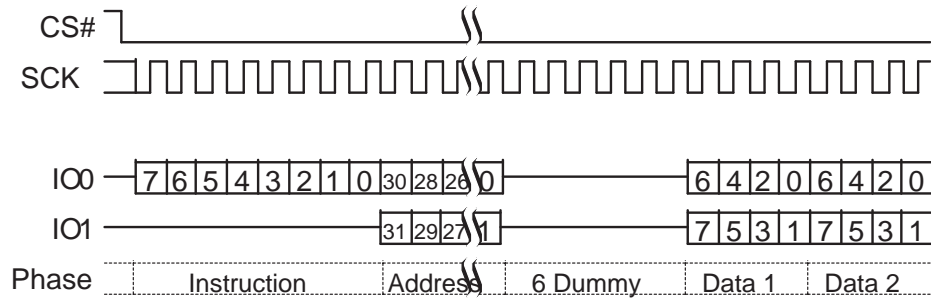 CS#
SCK
IO0 7 6 5 4 3 2 1 0 30 28 26 0 6 4 2 0 6 4 2 0
IO1 31 29 27 1 7 5 3 1 7 5 3 1
Phase Instruction Address 6 Dummy Data 1 Data 2